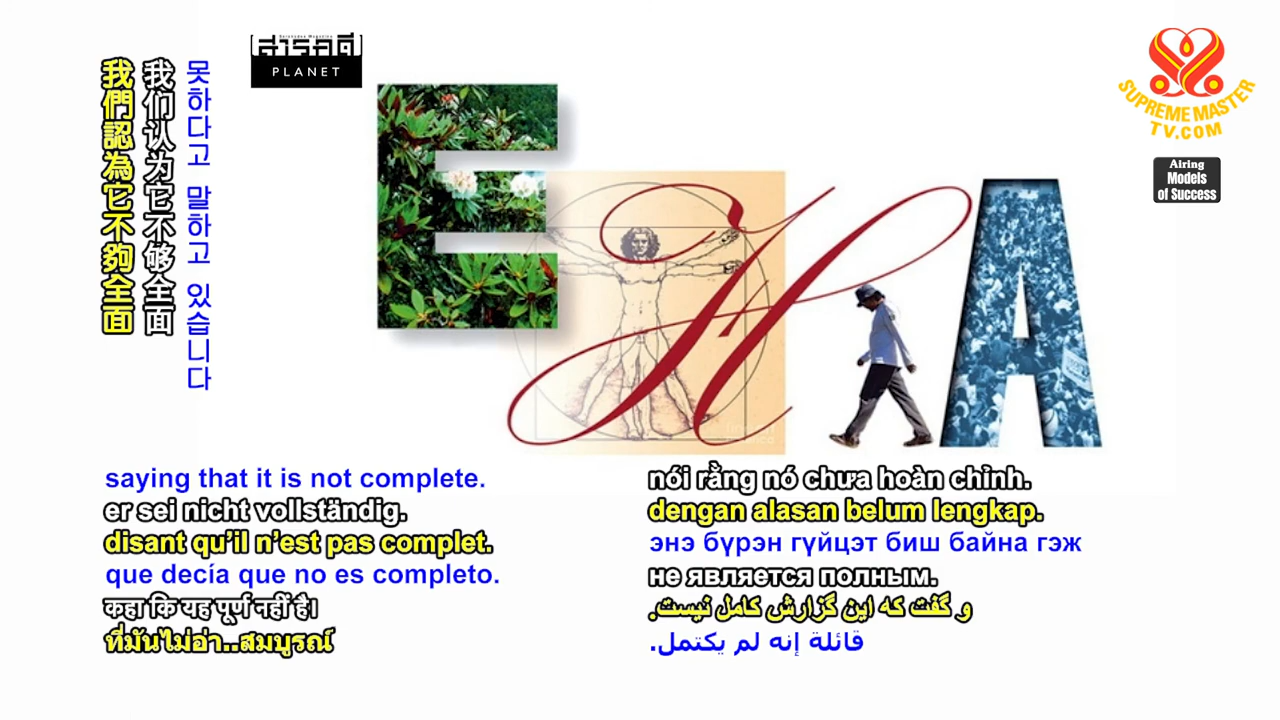 สารคดี
PLANET
SUPREME MASTER
TV.COM
Airing
Models
of Success
我們認為它不夠全面
我们认为它不够全面
못하다고 말하고 있습니다
E
H
A
saying that it is not complete.
er sei nicht vollständig.
disant qu'il n'est pas complet.
que decía que no es completo.
कहा कि यह पूर्ण नहीं है।
ที่มันไม่อ่า..สมบูรณ์
nói rằng nó chưa hoàn chỉnh.
dengan alasan belum lengkap.
энэ бүрэн гүйцэт биш байна гэж
не является полным.
و گفت که این گزارش کامل نیست.
قائلة إنه لم يكتمل.